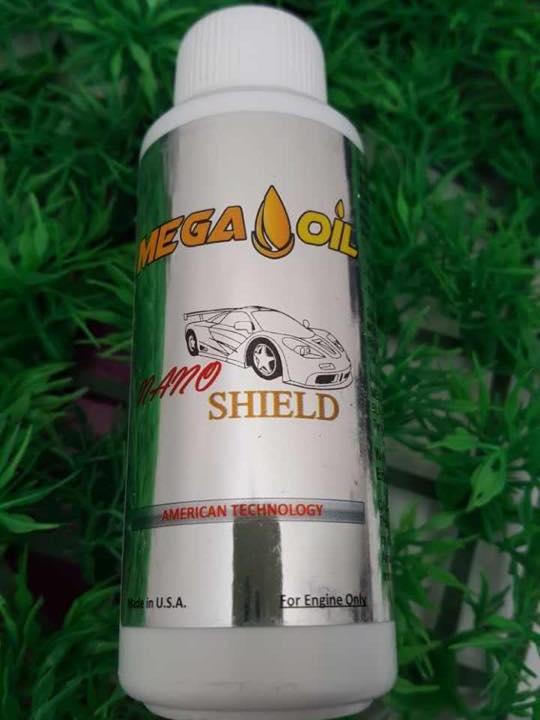 MEGA OIL
NANO
SHIELD
AMERICAN TECHNOLOGY
Made in U.S.A.
For Engine Only